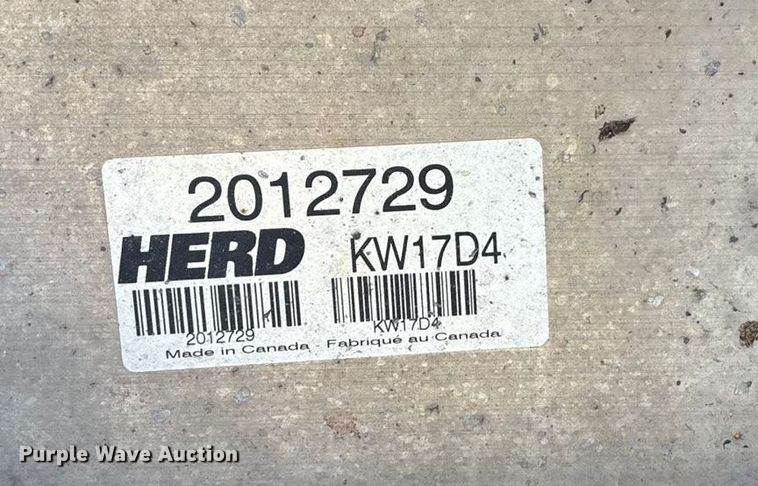 2012729
HERD KW17D4
2012729 KW17D4
Made in Canada - Fabriqué au Canada
Purple Wave Auction